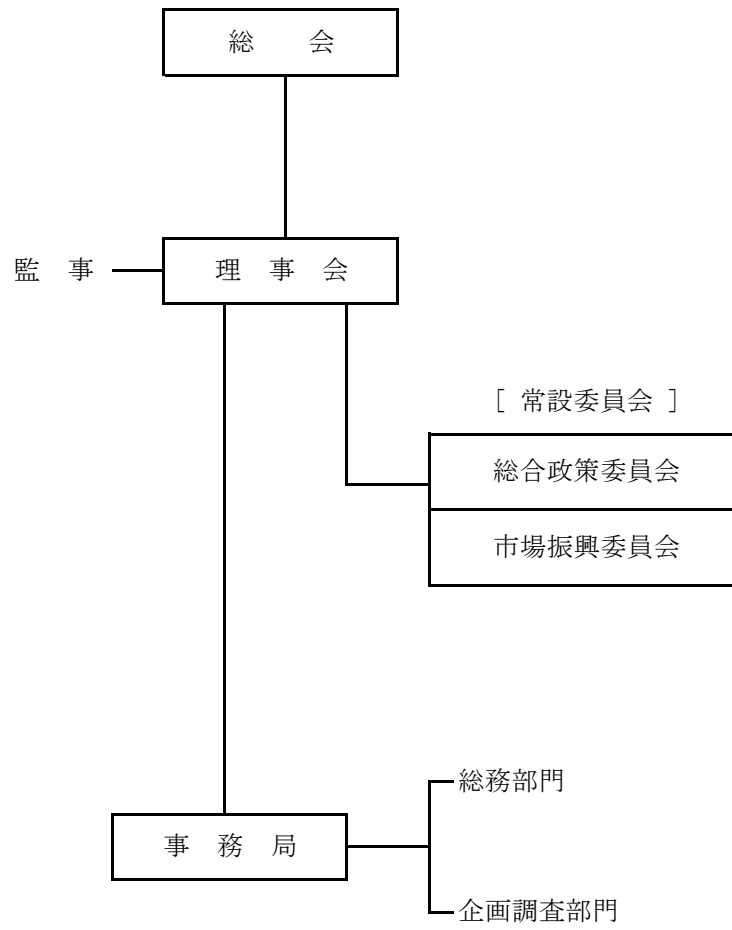 総　会
監　事
理　事　会
［ 常設委員会 ］
総合政策委員会
市場振興委員会
総務部門
事　務　局
企画調査部門